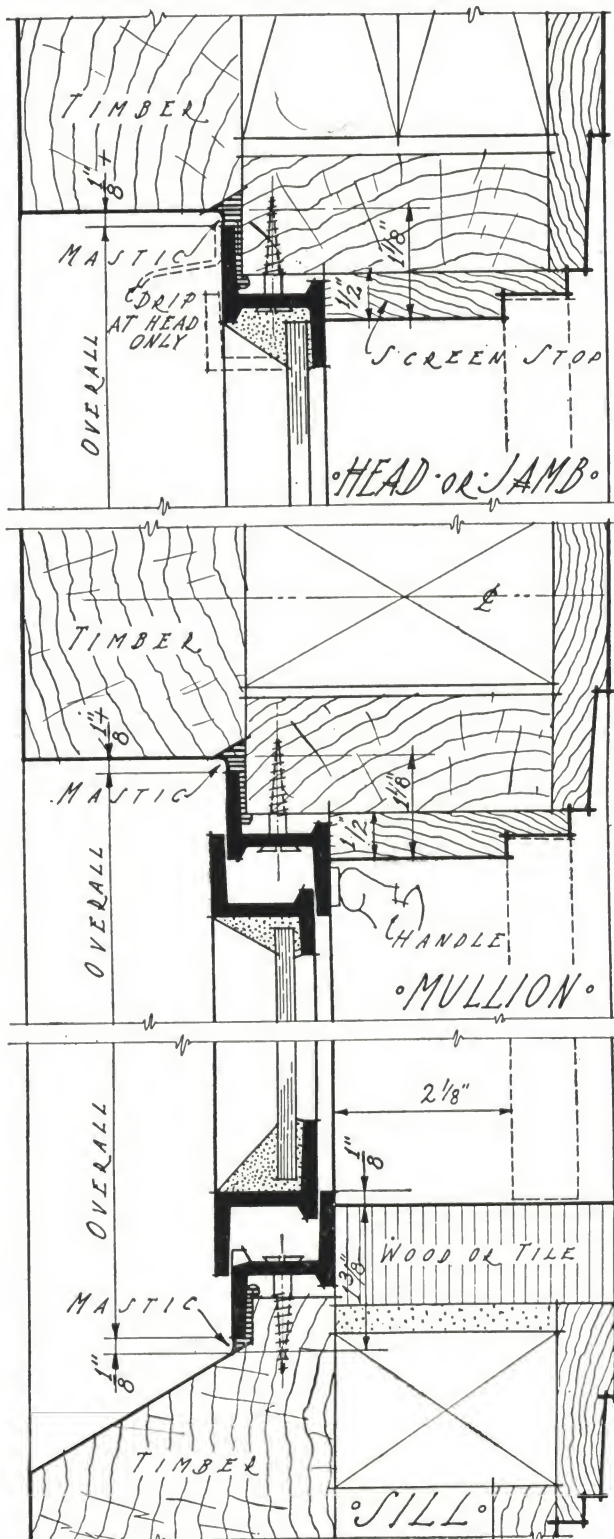 TIMBER
1/8"+
MASTIC
DRIP
AT HEAD
ONLY
OVERALL
1 1/8"
1/2"
SCREEN STOP
•HEAD•OR•JAMB•
TIMBER
℄
1/8"+
MASTIC
1 1/8"
1/2"
OVERALL
HANDLE
•MULLION•
OVERALL
2 1/8"
1/8"
WOOD OR TILE
1 3/8"
MASTIC
1/8"
TIMBER
•SILL•